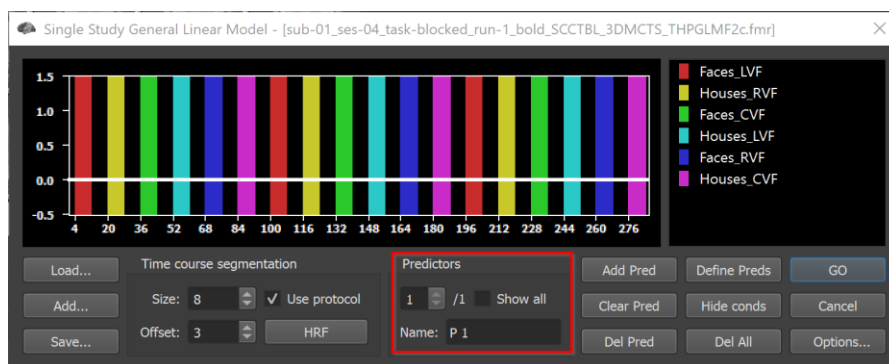 Single Study General Linear Model - [sub-01_ses-04_task-blocked_run-1_bold_SCCTBL_3DMCTS_THPGLMF2c.fmr]
1.5
1.0
0.5
0.0
-0.5
4 20 36 52 68 84 100 116 132 148 164 180 196 212 228 244 260 276
Faces_LVF
Houses_RVF
Faces_CVF
Houses_LVF
Faces_RVF
Houses_CVF
Load...
Add...
Save...
Time course segmentation
Size: 8 Use protocol
Offset: 3 HRF
Predictors
1 /1 Show all
Name: P 1
Add Pred Define Preds GO
Clear Pred Hide conds Cancel
Del Pred Del All Options...